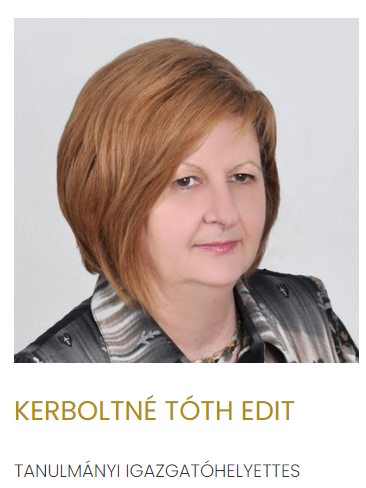 KERBOLTNÉ TÓTH EDIT
TANULMÁNYI IGAZGATÓHELYETTES